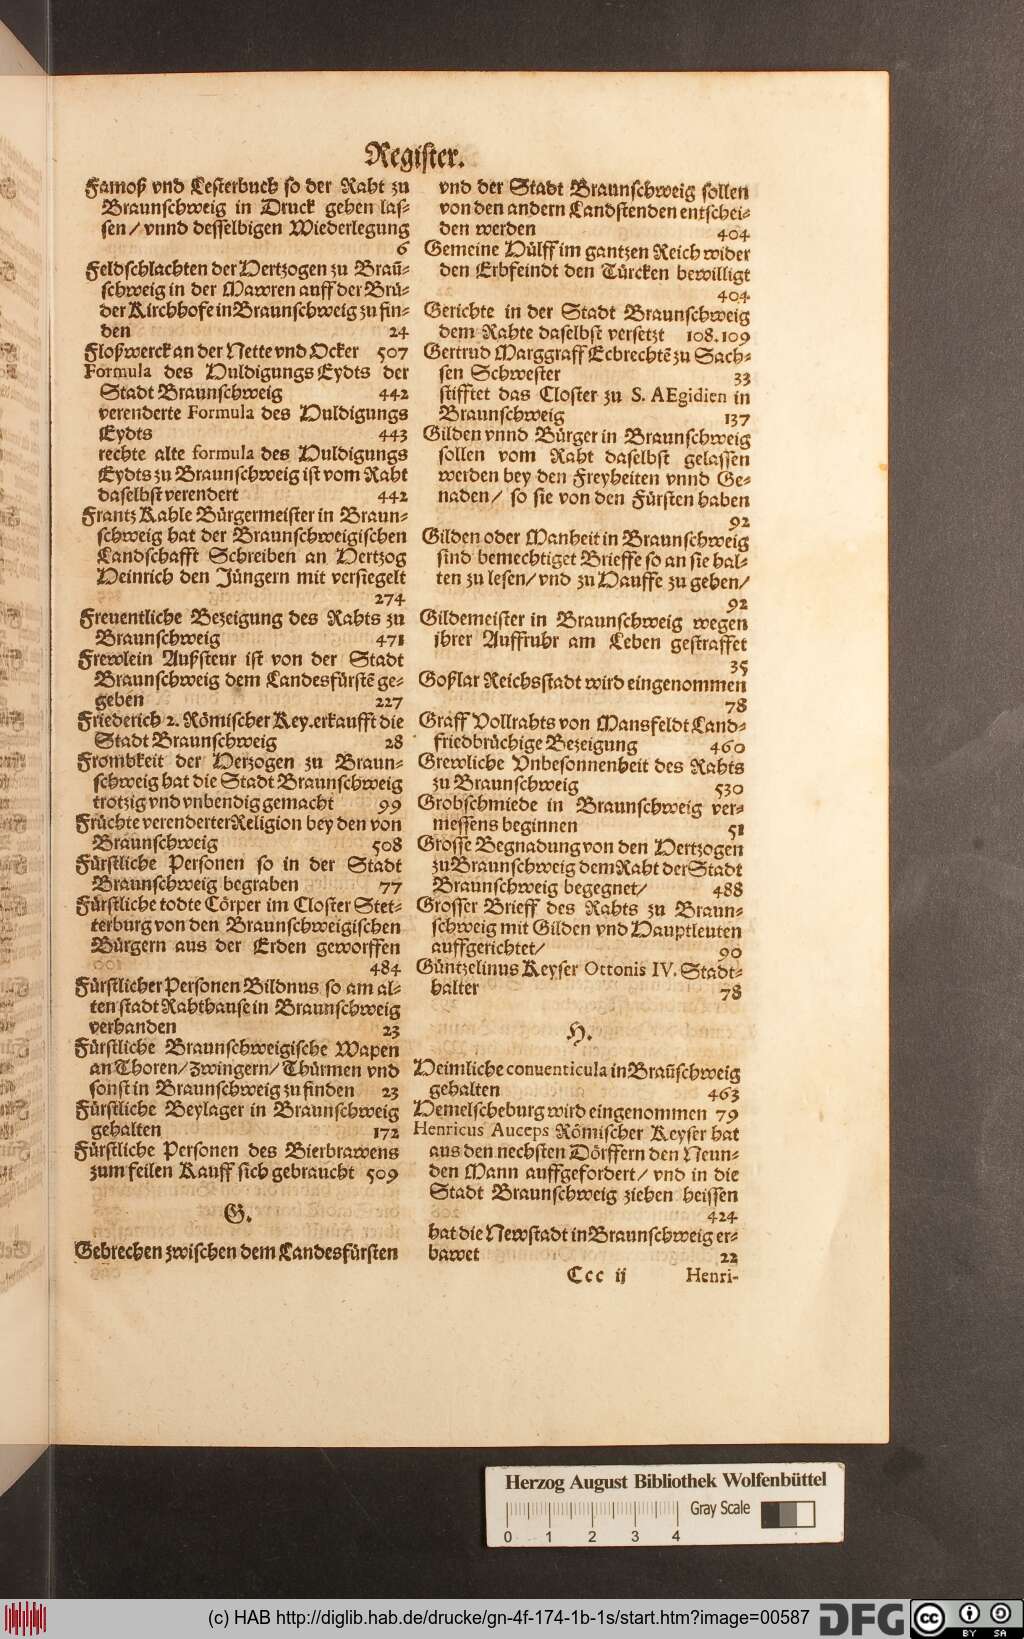 Register.
Famoß vnd Lesterbuch so der Raht zu
Braunschweig in Druck gehen las-
sen/vnnd desselbigen Wiederlegung
6
Feldschlachten der Hertzogen zu Braũ-
schweig in der Mawren auff der Brü-
der Kirchhofe in Braunschweig zu fin-
den 24
Floßwerck an der Nette vnd Ocker 507
Formula des Huldigungs Eydts der
Stadt Braunschweig 442
verenderte Formula des Huldigungs
Eydts 443
rechte alte formula des Huldigungs
Eydts zu Braunschweig ist vom Raht
daselbst verendert 442
Frantz Kahle Bürgermeister in Braun-
schweig hat der Braunschweigischen
Landschafft Schreiben an Hertzog
Heinrich den Jüngern mit versiegelt
274
Freuentliche Bezeigung des Rahts zu
Braunschweig 471
Frewlein Außsteur ist von der Stadt
Braunschweig dem Landesfürstẽ ge-
geben 227
Friederich 2. Römischer Key. erkaufft die
Stadt Braunschweig 28
Frombkeit der Herzogen zu Braun-
schweig hat die Stadt Braunschweig
trotzig vnd vnbendig gemacht 99
Früchte verenderter Religion bey den von
Braunschweig 508
Fürstliche Personen so in der Stadt
Braunschweig begraben 77
Fürstliche todte Cörper im Closter Stet-
terburg von den Braunschweigischen
Bürgern aus der Erden geworffen
484
Fürstlicher Personen Bildnus so am al-
ten stadt Rahthause in Braunschweig
verhanden 23
Fürstliche Braunschweigische Wapen
an Thoren/Zwingern/Thürmen vnd
sonst in Braunschweig zu finden 23
Fürstliche Beylager in Braunschweig
gehalten 172
Fürstliche Personen des Bierbrawens
zum feilen Kauff sich gebraucht 509
G.
Gebrechen zwischen dem Landesfürsten
vnd der Stadt Braunschweig sollen
von den andern Landstenden entschei-
den werden 404
Gemeine Hülff im gantzen Reich wider
den Erbfeindt den Türcken bewilligt
404
Gerichte in der Stadt Braunschweig
dem Rahte daselbst versetzt 108.109
Gertrud Marggraff Ecbrechtẽ zu Sach-
sen Schwester 33
stifftet das Closter zu S. AEgidien in
Braunschweig 137
Gilden vnnd Bürger in Braunschweig
sollen vom Raht daselbst gelassen
werden bey den Freyheiten vnnd Ge-
naden/ so sie von den Fürsten haben
92
Gilden oder Manheit in Braunschweig
sind bemechtiget Brieffe so an sie hal-
ten zu lesen/vnd zu Hauffe zu gehen/
92
Gildemeister in Braunschweig wegen
jhrer Auffruhr am Leben gestraffet
35
Goßlar Reichsstadt wird eingenommen
78
Graff Vollrahts von Mansfeldt Land-
friedbrüchige Bezeigung 460
Grewliche Vnbesonnenheit des Rahts
zu Braunschweig 530
Grobschmiede in Braunschweig ver-
messens beginnen 51
Grosse Begnadung von den Hertzogen
zu Braunschweig dem Raht der Stadt
Braunschweig begegnet/ 488
Grosser Brieff des Rahts zu Braun-
schweig mit Gilden vnd Hauptleuten
auffgerichtet/ 90
Güntzelinus Keyser Ottonis IV. Stadt-
halter 78
H.
Heimliche conuenticula in Braũschweig
gehalten 463
Hemelscheburg wird eingenommen 79
Henricus Auceps Römischer Keyser hat
aus den nechsten Dörffern den Neun-
den Mann auffgefordert/ vnd in die
Stadt Braunschweig ziehen heissen
424
hat die Newstadt in Braunschweig er-
bawet 22
Ccc ij Henri-
Herzog August Bibliothek Wolfenbüttel
Gray Scale
0 1 2 3 4
(c) HAB http://diglib.hab.de/drucke/gn-4f-174-1b-1s/start.htm?image=00587
DFG
cc BY SA